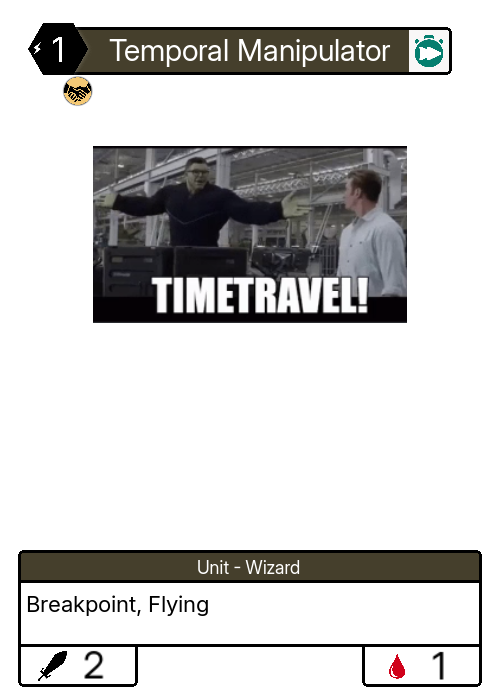 1
Temporal Manipulator
TIMETRAVEL!
Unit - Wizard
Breakpoint, Flying
2
1